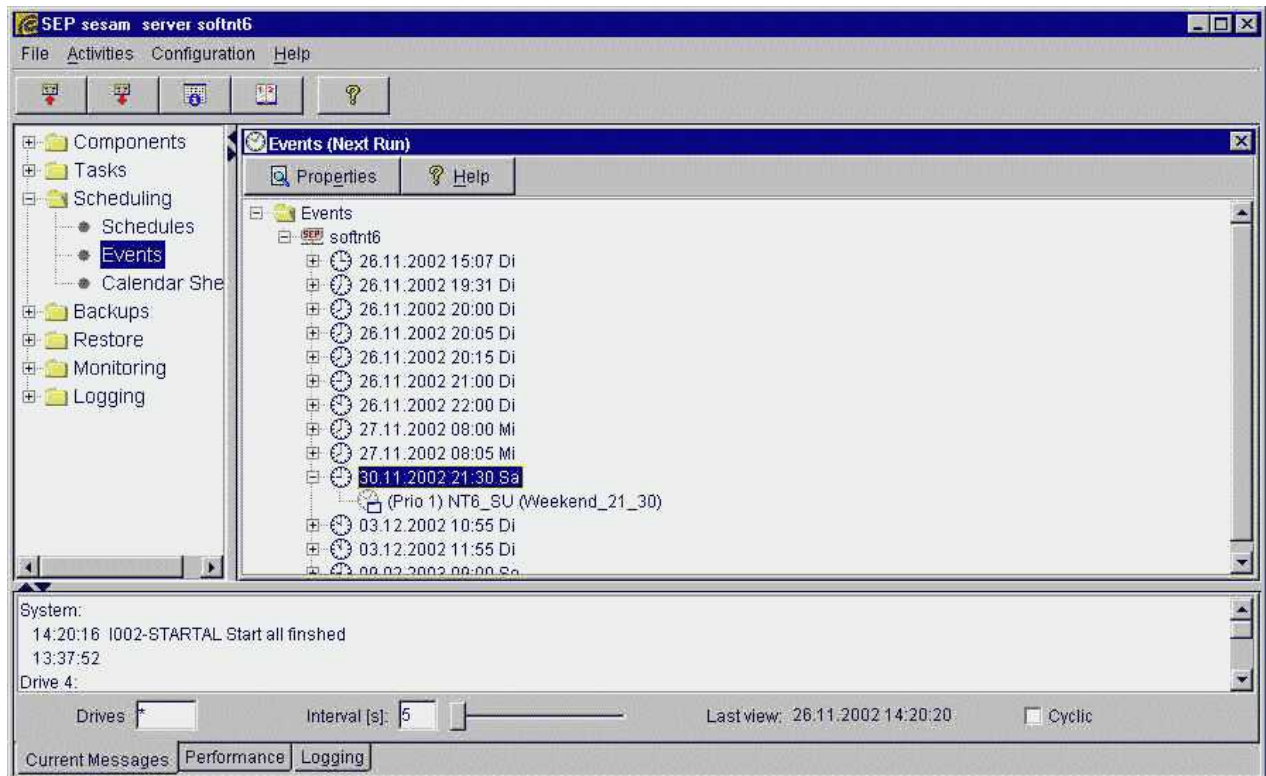 SEP sesam server softnt6
File Activities Configuration Help
Events (Next Run)
Properties Help
Components
Tasks
Scheduling
Schedules
Events
Calendar She
Backups
Restore
Monitoring
Logging
Events
SEP softnt6
26.11.2002 15:07 Di
26.11.2002 19:31 Di
26.11.2002 20:00 Di
26.11.2002 20:05 Di
26.11.2002 20:15 Di
26.11.2002 21:00 Di
26.11.2002 22:00 Di
27.11.2002 08:00 Mi
27.11.2002 08:05 Mi
30.11.2002 21:30 Sa
(Prio 1) NT6_SU (Weekend_21_30)
03.12.2002 10:55 Di
03.12.2002 11:55 Di
System:
14:20:16 I002-STARTAL Start all finshed
13:37:52
Drive 4:
Drives * Interval [s]: 5 Last view: 26.11.2002 14:20:20 Cyclic
Current Messages Performance Logging